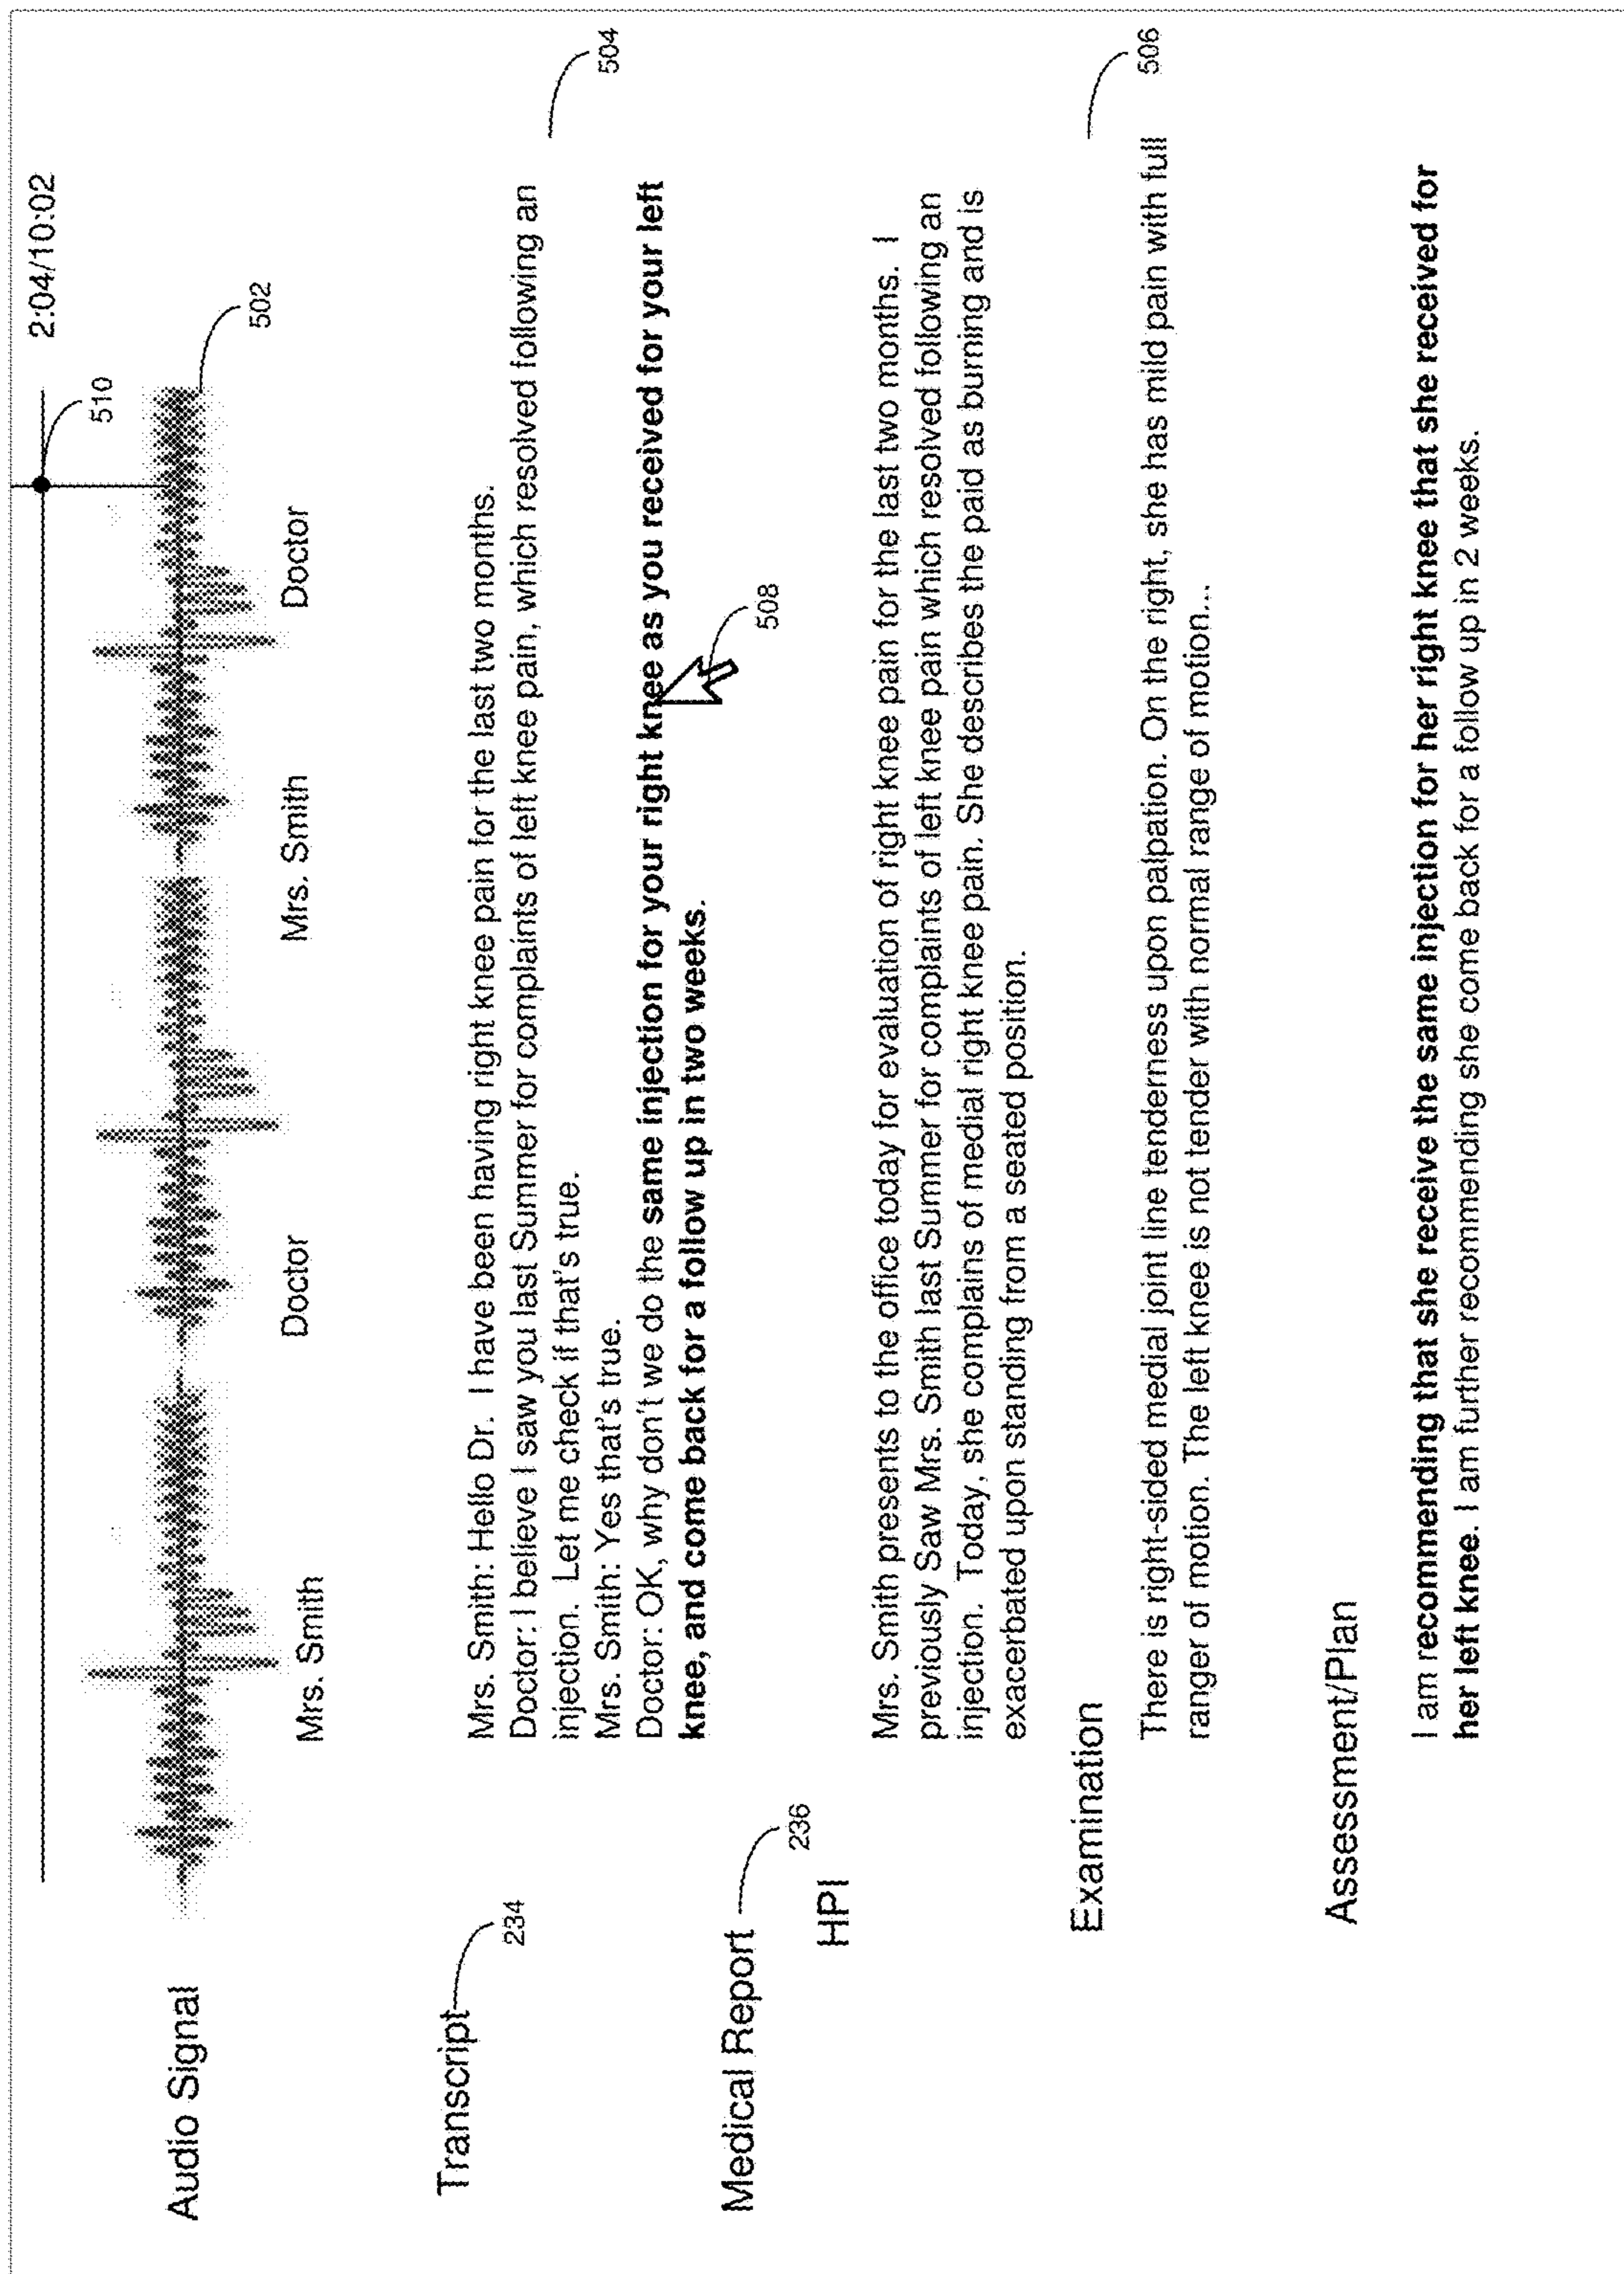 2:04/10:02
510
Audio Signal
502
Mrs. Smith
Doctor
Mrs. Smith
Doctor
Transcript
234
504
Mrs. Smith: Hello Dr. I have been having right knee pain for the last two months.
Doctor: I believe I saw you last Summer for complaints of left knee pain, which resolved following an
injection. Let me check if that's true.
Mrs. Smith: Yes that's true.
Doctor: OK, why don't we do the same injection for your right knee as you received for your left
knee, and come back for a follow up in two weeks.
508
Medical Report
236
HPI
Mrs. Smith presents to the office today for evaluation of right knee pain for the last two months. I
previously Saw Mrs. Smith last Summer for complaints of left knee pain which resolved following an
injection. Today, she complains of medial right knee pain. She describes the paid as burning and is
exacerbated upon standing from a seated position.
Examination
506
There is right-sided medial joint line tenderness upon palpation. On the right, she has mild pain with full
ranger of motion. The left knee is not tender with normal range of motion...
Assessment/Plan
I am recommending that she receive the same injection for her right knee that she received for
her left knee. I am further recommending she come back for a follow up in 2 weeks.